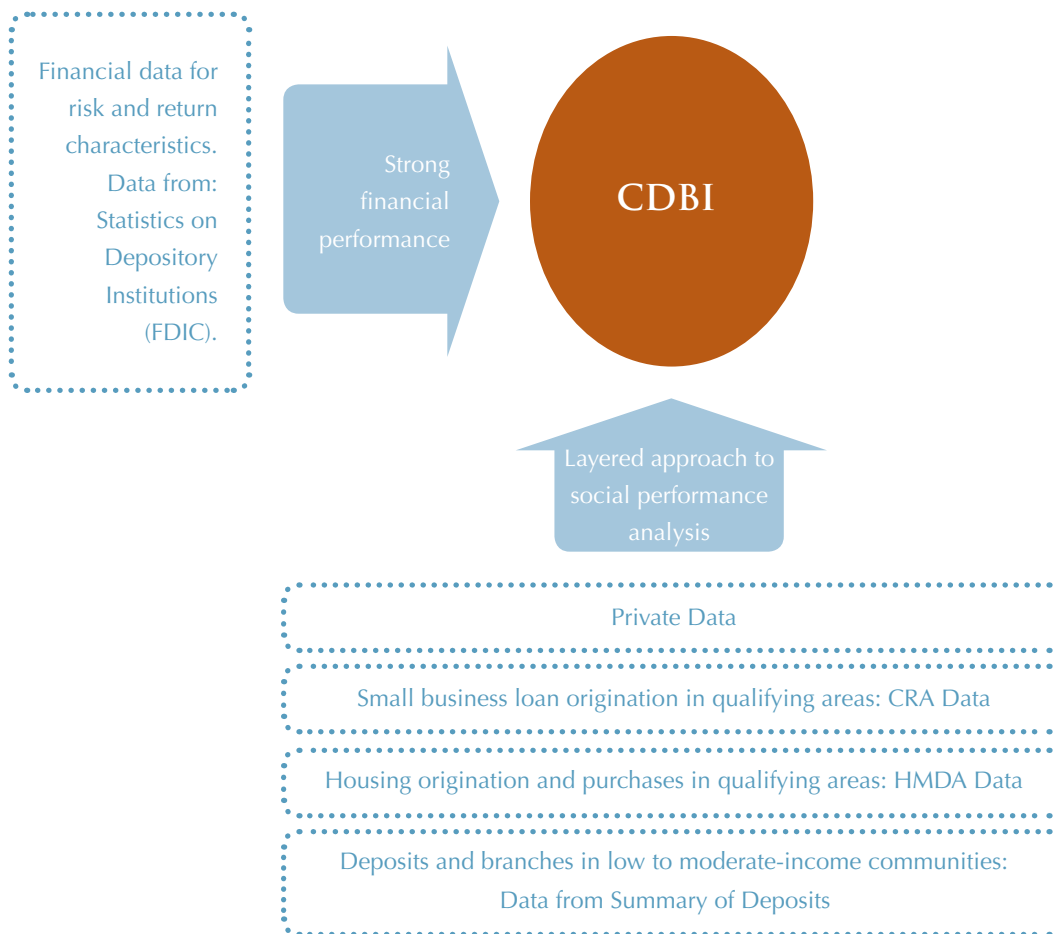 Financial data for
risk and return
characteristics.
Data from:
Statistics on
Depository
Institutions
(FDIC).
Strong
financial
performance
CDBI
Layered approach to
social performance
analysis
Private Data
Small business loan origination in qualifying areas: CRA Data
Housing origination and purchases in qualifying areas: HMDA Data
Deposits and branches in low to moderate-income communities:
Data from Summary of Deposits